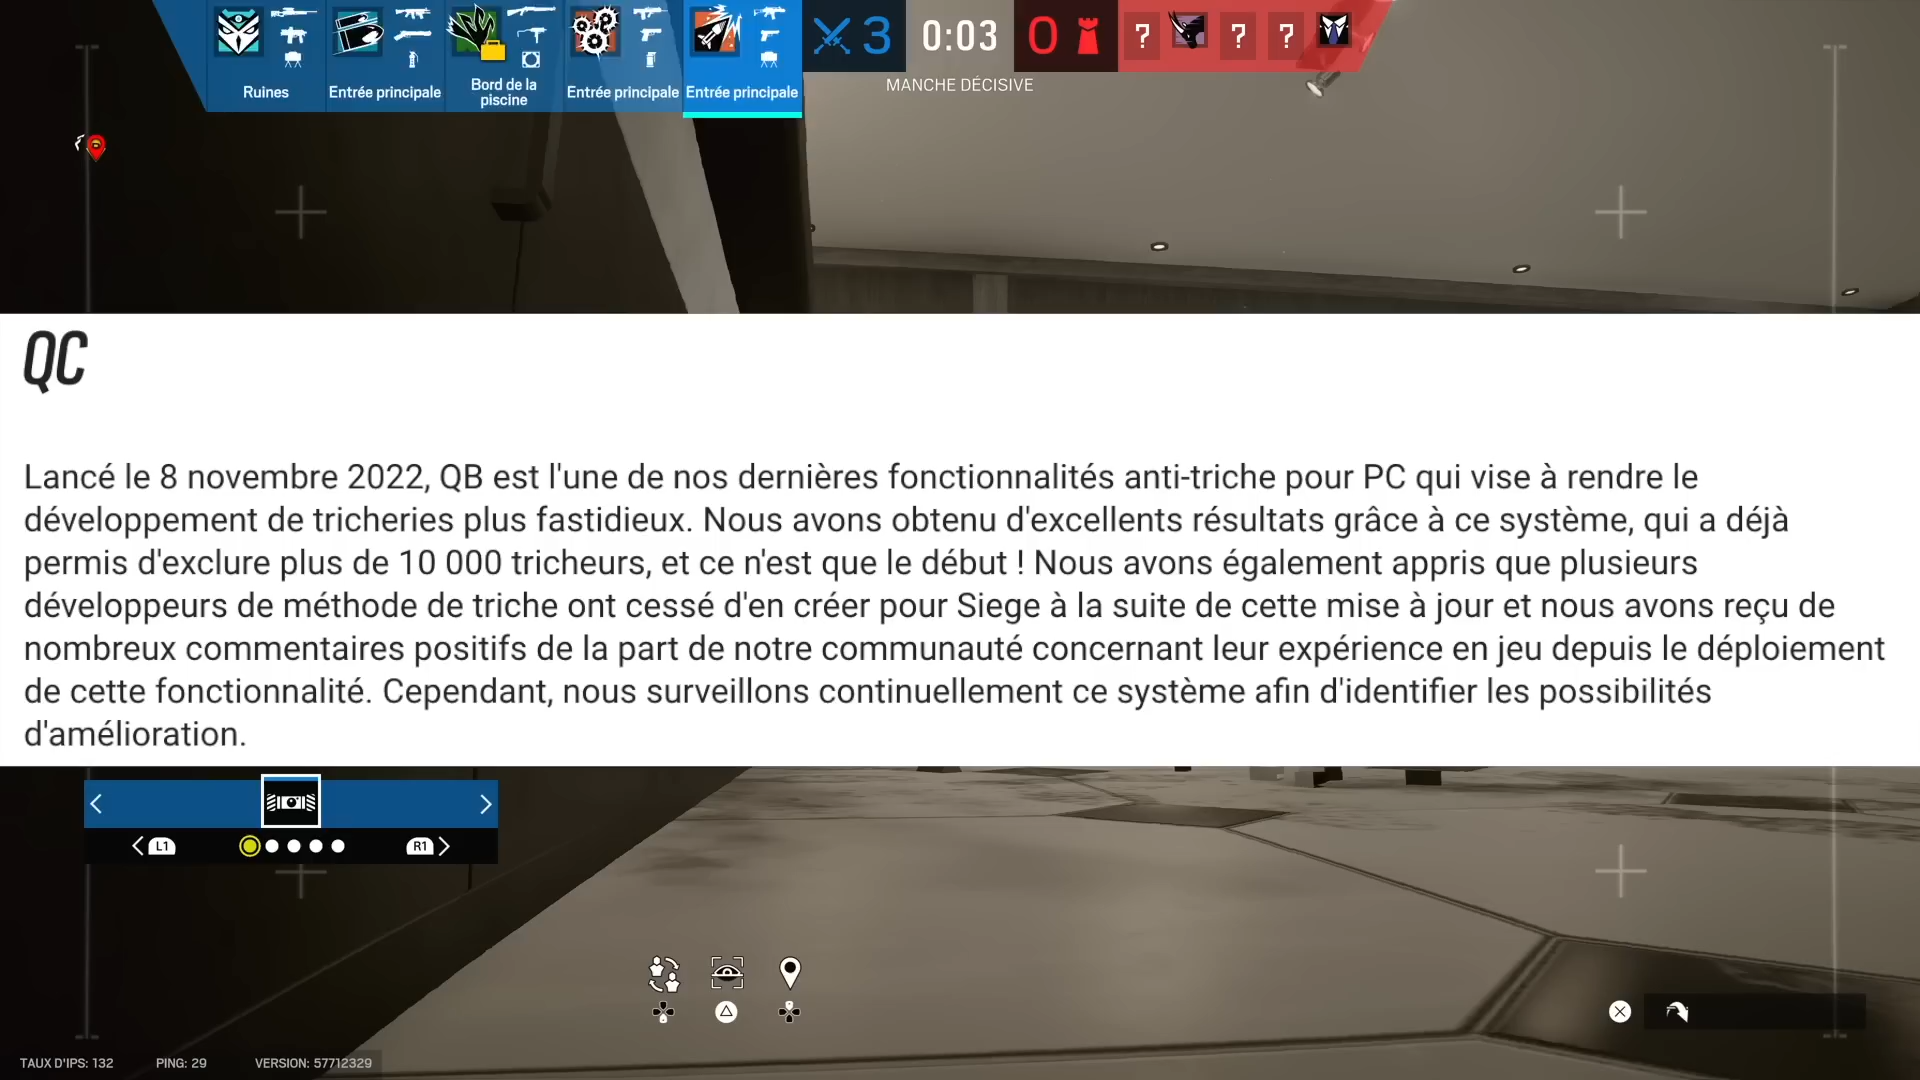 3 0:03 0 ? ? ?
Ruines
Entrée principale
Bord de la
piscine
Entrée principale
Entrée principale
MANCHE DÉCISIVE
QC
Lancé le 8 novembre 2022, QB est l'une de nos dernières fonctionnalités anti-triche pour PC qui vise à rendre le
développement de tricheries plus fastidieux. Nous avons obtenu d'excellents résultats grâce à ce système, qui a déjà
permis d'exclure plus de 10 000 tricheurs, et ce n'est que le début ! Nous avons également appris que plusieurs
développeurs de méthode de triche ont cessé d'en créer pour Siege à la suite de cette mise à jour et nous avons reçu de
nombreux commentaires positifs de la part de notre communauté concernant leur expérience en jeu depuis le déploiement
de cette fonctionnalité. Cependant, nous surveillons continuellement ce système afin d'identifier les possibilités
d'amélioration.
L1 R1
TAUX D'IPS: 132 PING: 29 VERSION: 57712329